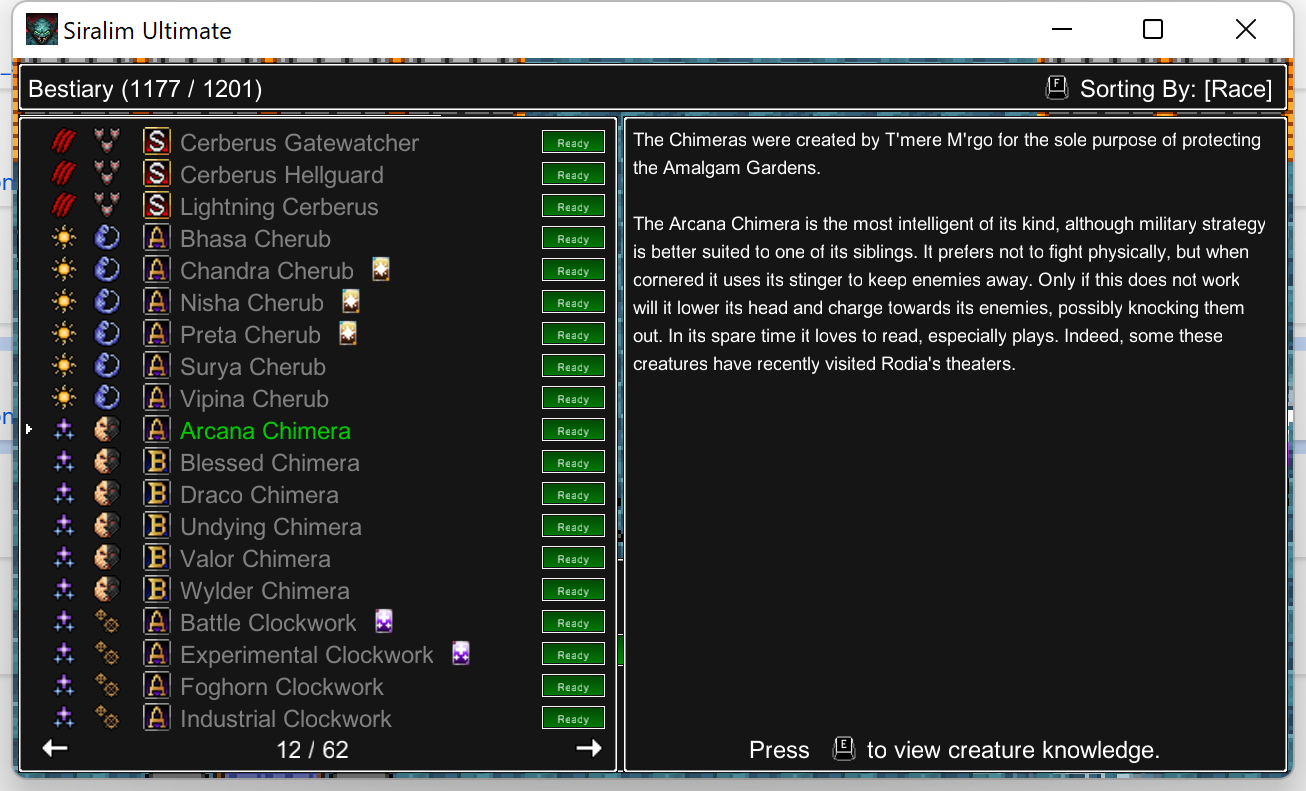 Siralim Ultimate
Bestiary (1177 / 1201)
F Sorting By: [Race]
S Cerberus Gatewatcher Ready
S Cerberus Hellguard Ready
S Lightning Cerberus Ready
A Bhasa Cherub Ready
A Chandra Cherub Ready
A Nisha Cherub Ready
A Preta Cherub Ready
A Surya Cherub Ready
A Vipina Cherub Ready
A Arcana Chimera Ready
B Blessed Chimera Ready
B Draco Chimera Ready
B Undying Chimera Ready
B Valor Chimera Ready
B Wylder Chimera Ready
A Battle Clockwork Ready
A Experimental Clockwork Ready
A Foghorn Clockwork Ready
A Industrial Clockwork Ready
12 / 62
The Chimeras were created by T'mere M'rgo for the sole purpose of protecting
the Amalgam Gardens.
The Arcana Chimera is the most intelligent of its kind, although military strategy
is better suited to one of its siblings. It prefers not to fight physically, but when
cornered it uses its stinger to keep enemies away. Only if this does not work
will it lower its head and charge towards its enemies, possibly knocking them
out. In its spare time it loves to read, especially plays. Indeed, some these
creatures have recently visited Rodia's theaters.
Press E to view creature knowledge.